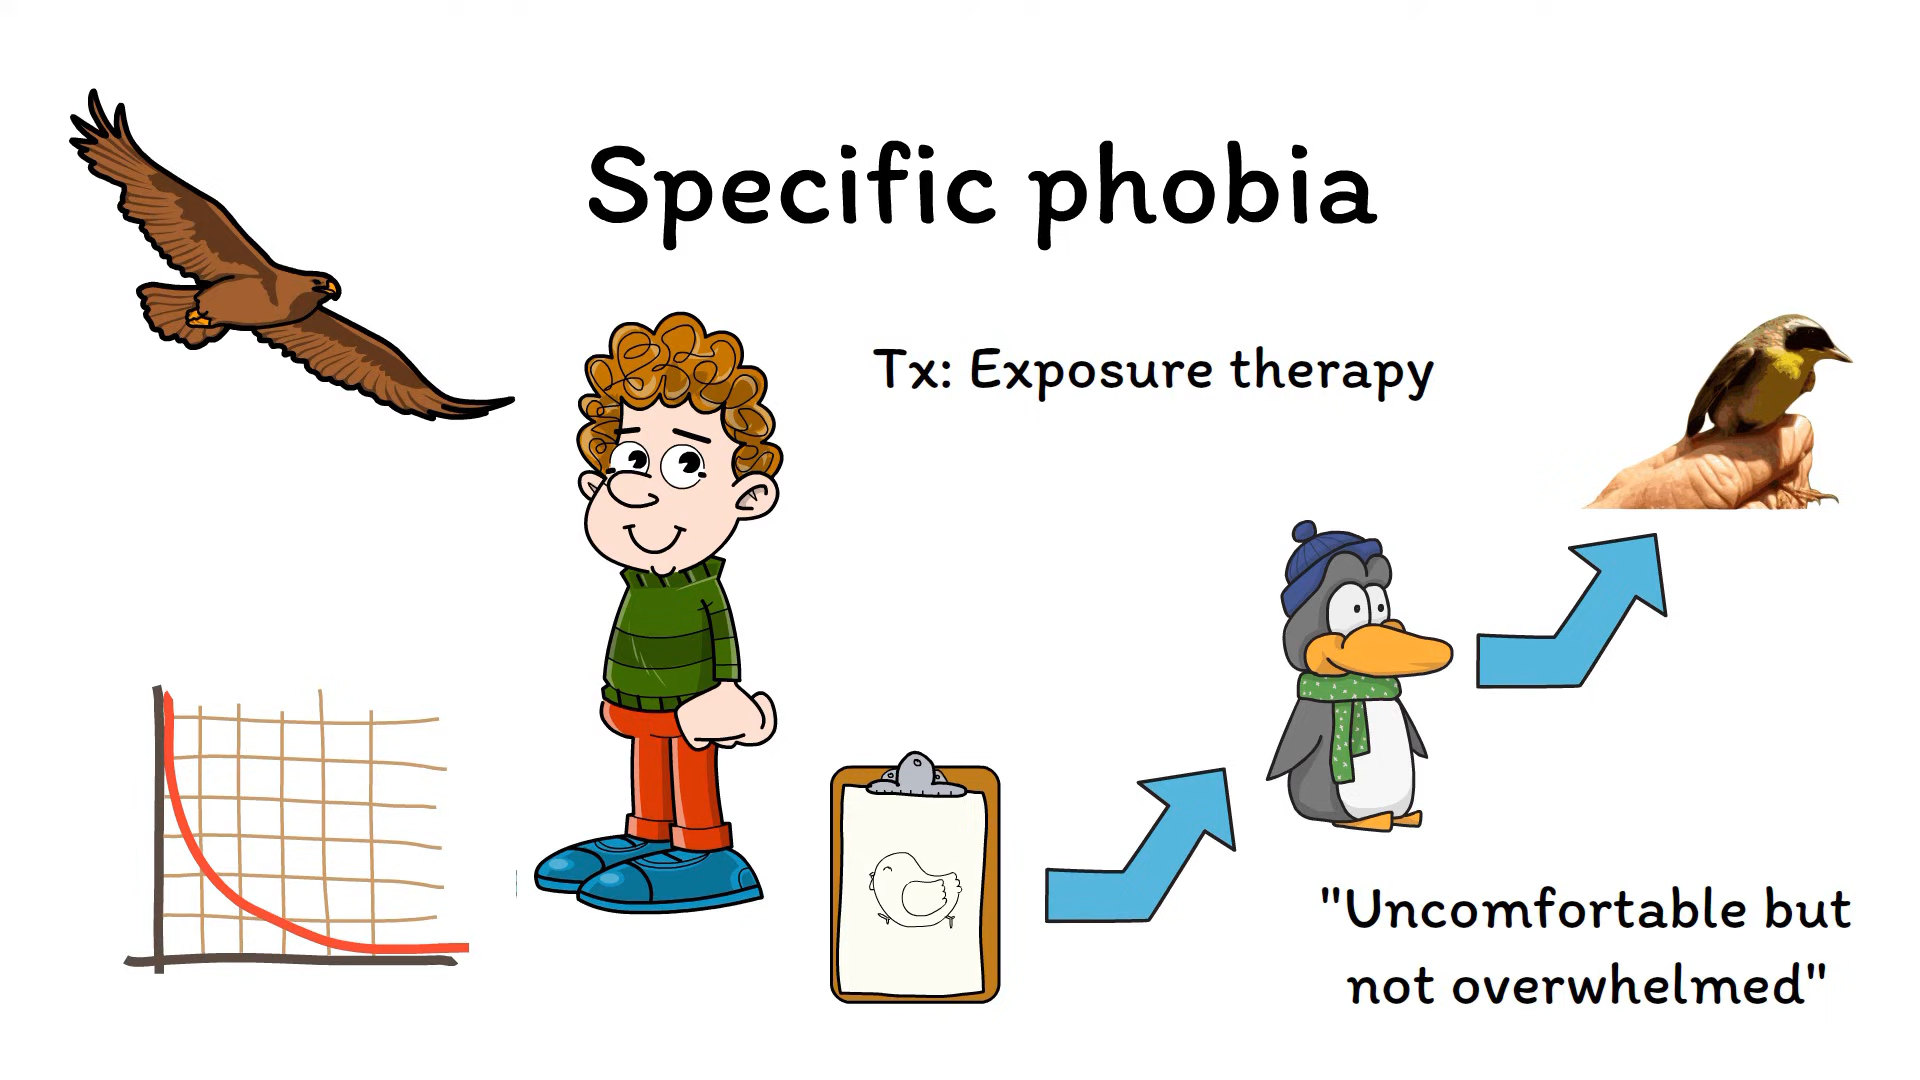 Specific phobia
Tx: Exposure therapy
"Uncomfortable but
not overwhelmed"